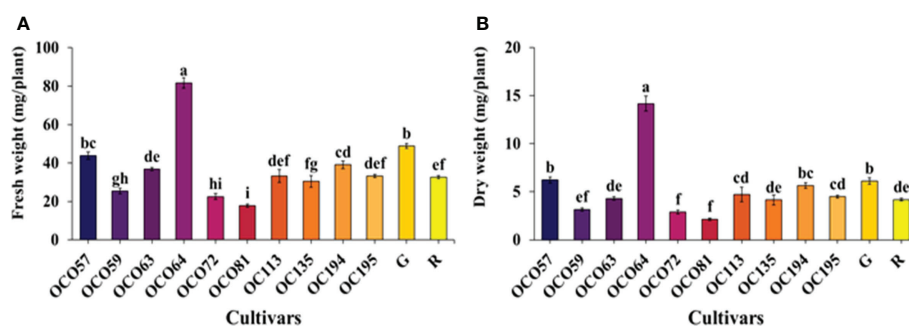 A
Fresh weight (mg/plant)
100
80
60
40
20
0
bc
gh
de
a
hi
i
def
fg
cd
def
b
ef
OCO57
OCO59
OCO63
OCO64
OCO72
OCO81
OC113
OC135
OC194
OC195
G
R
Cultivars
B
Dry weight (mg/plant)
20
15
10
5
0
b
ef
de
a
f
f
cd
de
bc
cd
b
de
OCO57
OCO59
OCO63
OCO64
OCO72
OCO81
OC113
OC135
OC194
OC195
G
R
Cultivars